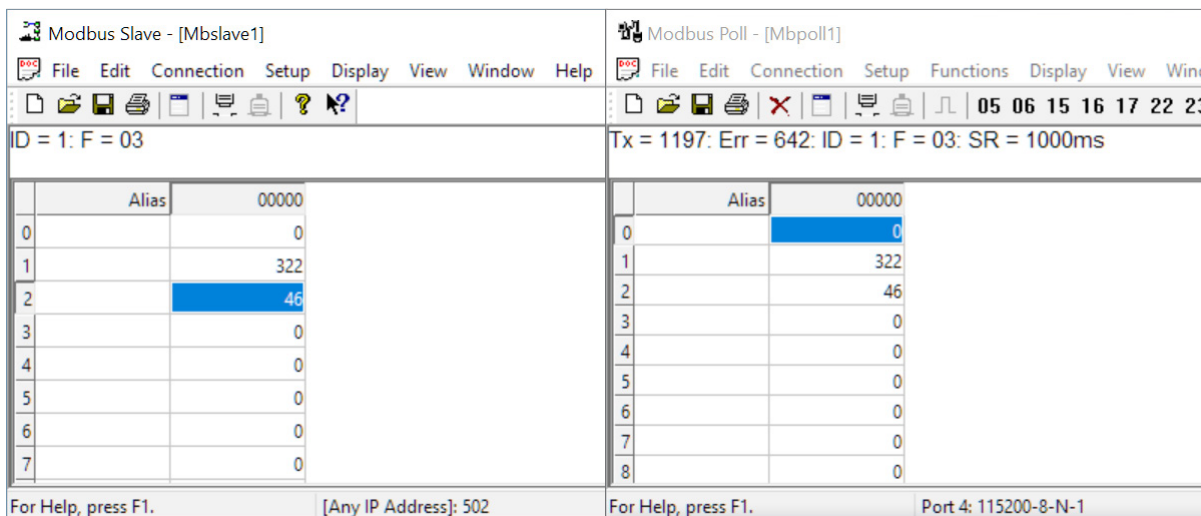 Modbus Slave - [Mbslave1]
File Edit Connection Setup Display View Window Help
ID = 1: F = 03
Alias 00000
0 0
1 322
2 46
3 0
4 0
5 0
6 0
7 0
For Help, press F1. [Any IP Address]: 502
Modbus Poll - [Mbpoll1]
File Edit Connection Setup Functions Display View
05 06 15 16 17 22
Tx = 1197: Err = 642: ID = 1: F = 03: SR = 1000ms
Alias 00000
0 0
1 322
2 46
3 0
4 0
5 0
6 0
7 0
8 0
For Help, press F1. Port 4: 115200-8-N-1